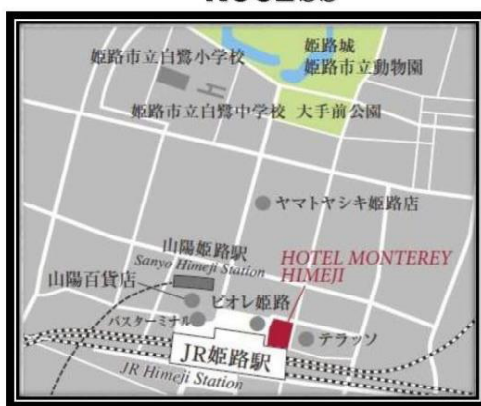 姫路城
姫路市立動物園
姫路市立白鷺小学校
姫路市立白鷺中学校
大手前公園
ヤマトヤシキ姫路店
山陽姫路駅
Sanyo Himeji Station
HOTEL MONTEREY
HIMEJI
山陽百貨店
ピオレ姫路
バスターミナル
テラッソ
JR姫路駅
JR Himeji Station